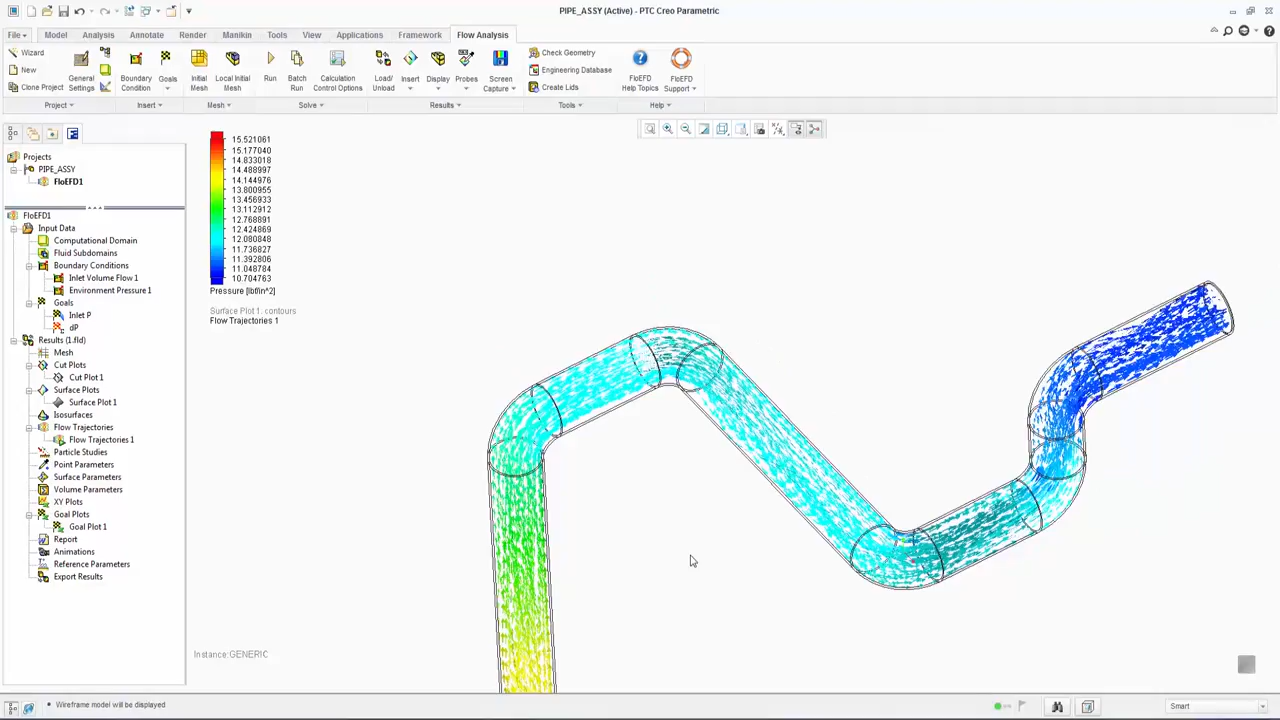 PIPE_ASSY (Active) - PTC Creo Parametric
File Model Analysis Annotate Render Manikin Tools View Applications Framework Flow Analysis
Wizard
New
Clone Project
General Settings
Boundary Condition
Goals
Initial Mesh
Local Initial Mesh
Run
Batch Run
Calculation Control Options
Load/ Unload
Insert
Display
Probes
Screen Capture
Check Geometry
Engineering Database
Create Lids
FloEFD Help Topics
FloEFD Support
Project Insert Mesh Solve Results Tools Help
Projects
PIPE_ASSY
FloEFD1
FloEFD1
Input Data
Computational Domain
Fluid Subdomains
Boundary Conditions
Inlet Volume Flow 1
Environment Pressure 1
Goals
Inlet P
dP
Results (1.fld)
Mesh
Cut Plots
Cut Plot 1
Surface Plots
Surface Plot 1
Isosurfaces
Flow Trajectories
Flow Trajectories 1
Particle Studies
Point Parameters
Surface Parameters
Volume Parameters
XY Plots
Goal Plots
Goal Plot 1
Report
Animations
Reference Parameters
Export Results
15.521061
15.177040
14.833018
14.488997
14.144976
13.800955
13.456933
13.112912
12.768891
12.424869
12.080848
11.736827
11.392806
11.048784
10.704763
Pressure [lbf/in^2]
Surface Plot 1: contours
Flow Trajectories 1
Instance:GENERIC
• Wireframe model will be displayed
Smart